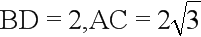 BD = 2,AC = 2√3